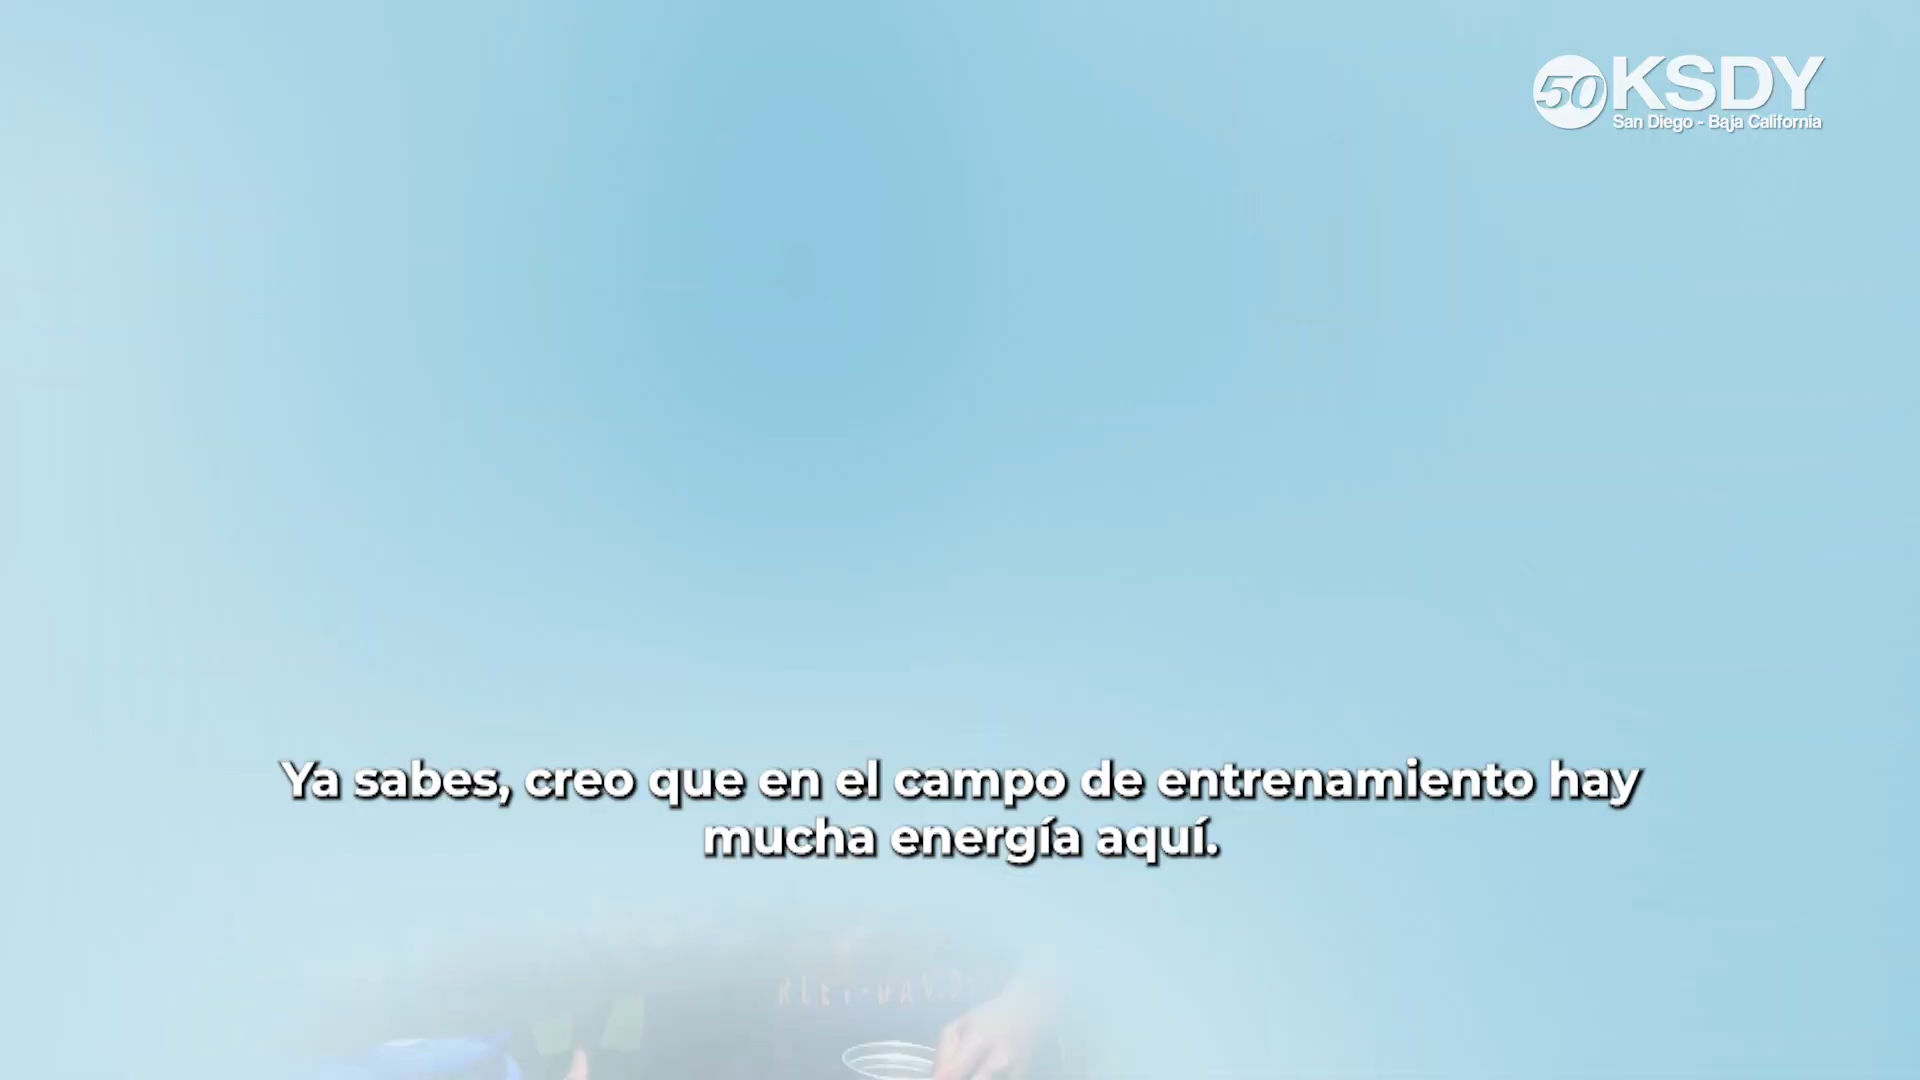 50 KSDY
San Diego - Baja California
Ya sabes, creo que en el campo de entrenamiento hay
mucha energía aquí.